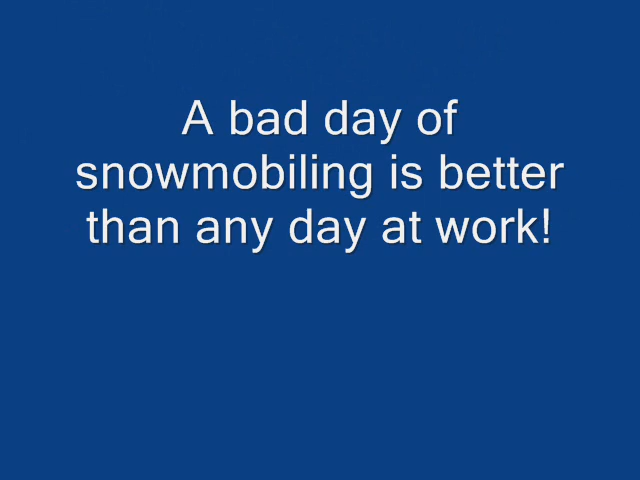 A bad day of
snowmobiling is better
than any day at work!